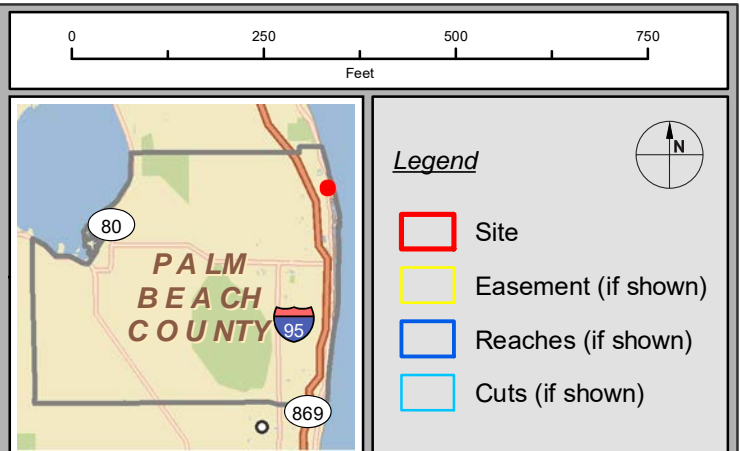 0 250 500 750
Feet
80
PALM
BEACH
COUNTY
95
869
Legend
N
Site
Easement (if shown)
Reaches (if shown)
Cuts (if shown)